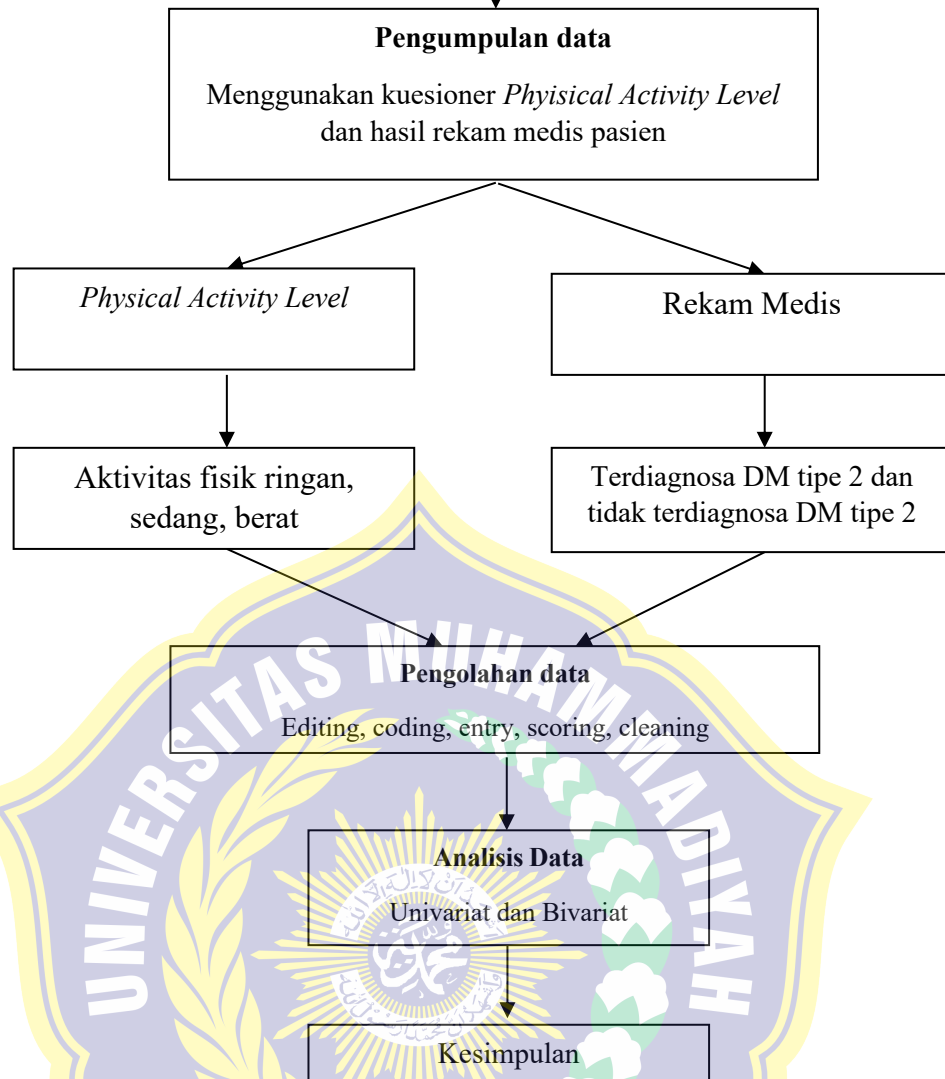 Pengumpulan data
Menggunakan kuesioner Phyisical Activity Level
dan hasil rekam medis pasien
Physical Activity Level
Rekam Medis
Aktivitas fisik ringan,
sedang, berat
Terdiagnosa DM tipe 2 dan
tidak terdiagnosa DM tipe 2
UNIVERSITAS MUHAMMADIYAH
Pengolahan data
Editing, coding, entry, scoring, cleaning
Analisis Data
Univariat dan Bivariat
Kesimpulan